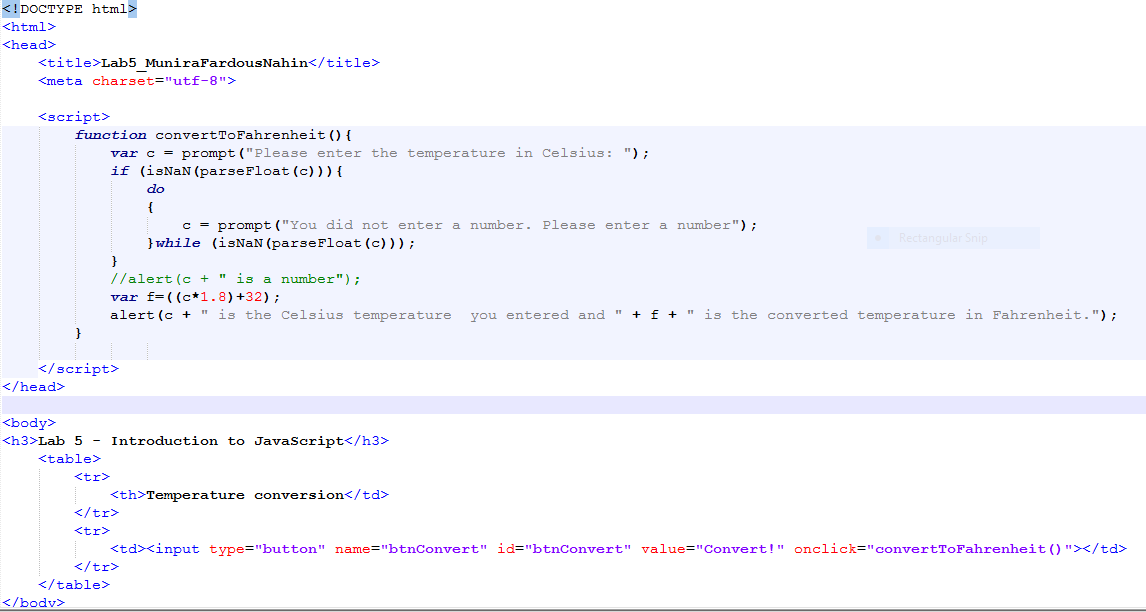 <!DOCTYPE html>
<html>
<head>
<title>Lab5_MuniraFardousNahin</title>
<meta charset="utf-8">
<script>
function convertToFahrenheit(){
var c = prompt("Please enter the temperature in Celsius: ");
if (isNaN(parseFloat(c))){
do
{
c = prompt("You did not enter a number. Please enter a number");
}while (isNaN(parseFloat(c)));
Rectangular Snip
}
//alert(c + " is a number");
var f=((c*1.8)+32);
alert(c + " is the Celsius temperature  you entered and " + f + " is the converted temperature in Fahrenheit.");
}
</script>
</head>
<body>
<h3>Lab 5 - Introduction to JavaScript</h3>
<table>
<tr>
<th>Temperature conversion</td>
</tr>
<tr>
<td><input type="button" name="btnConvert" id="btnConvert" value="Convert!" onclick="convertToFahrenheit()"></td>
</tr>
</table>
</body>